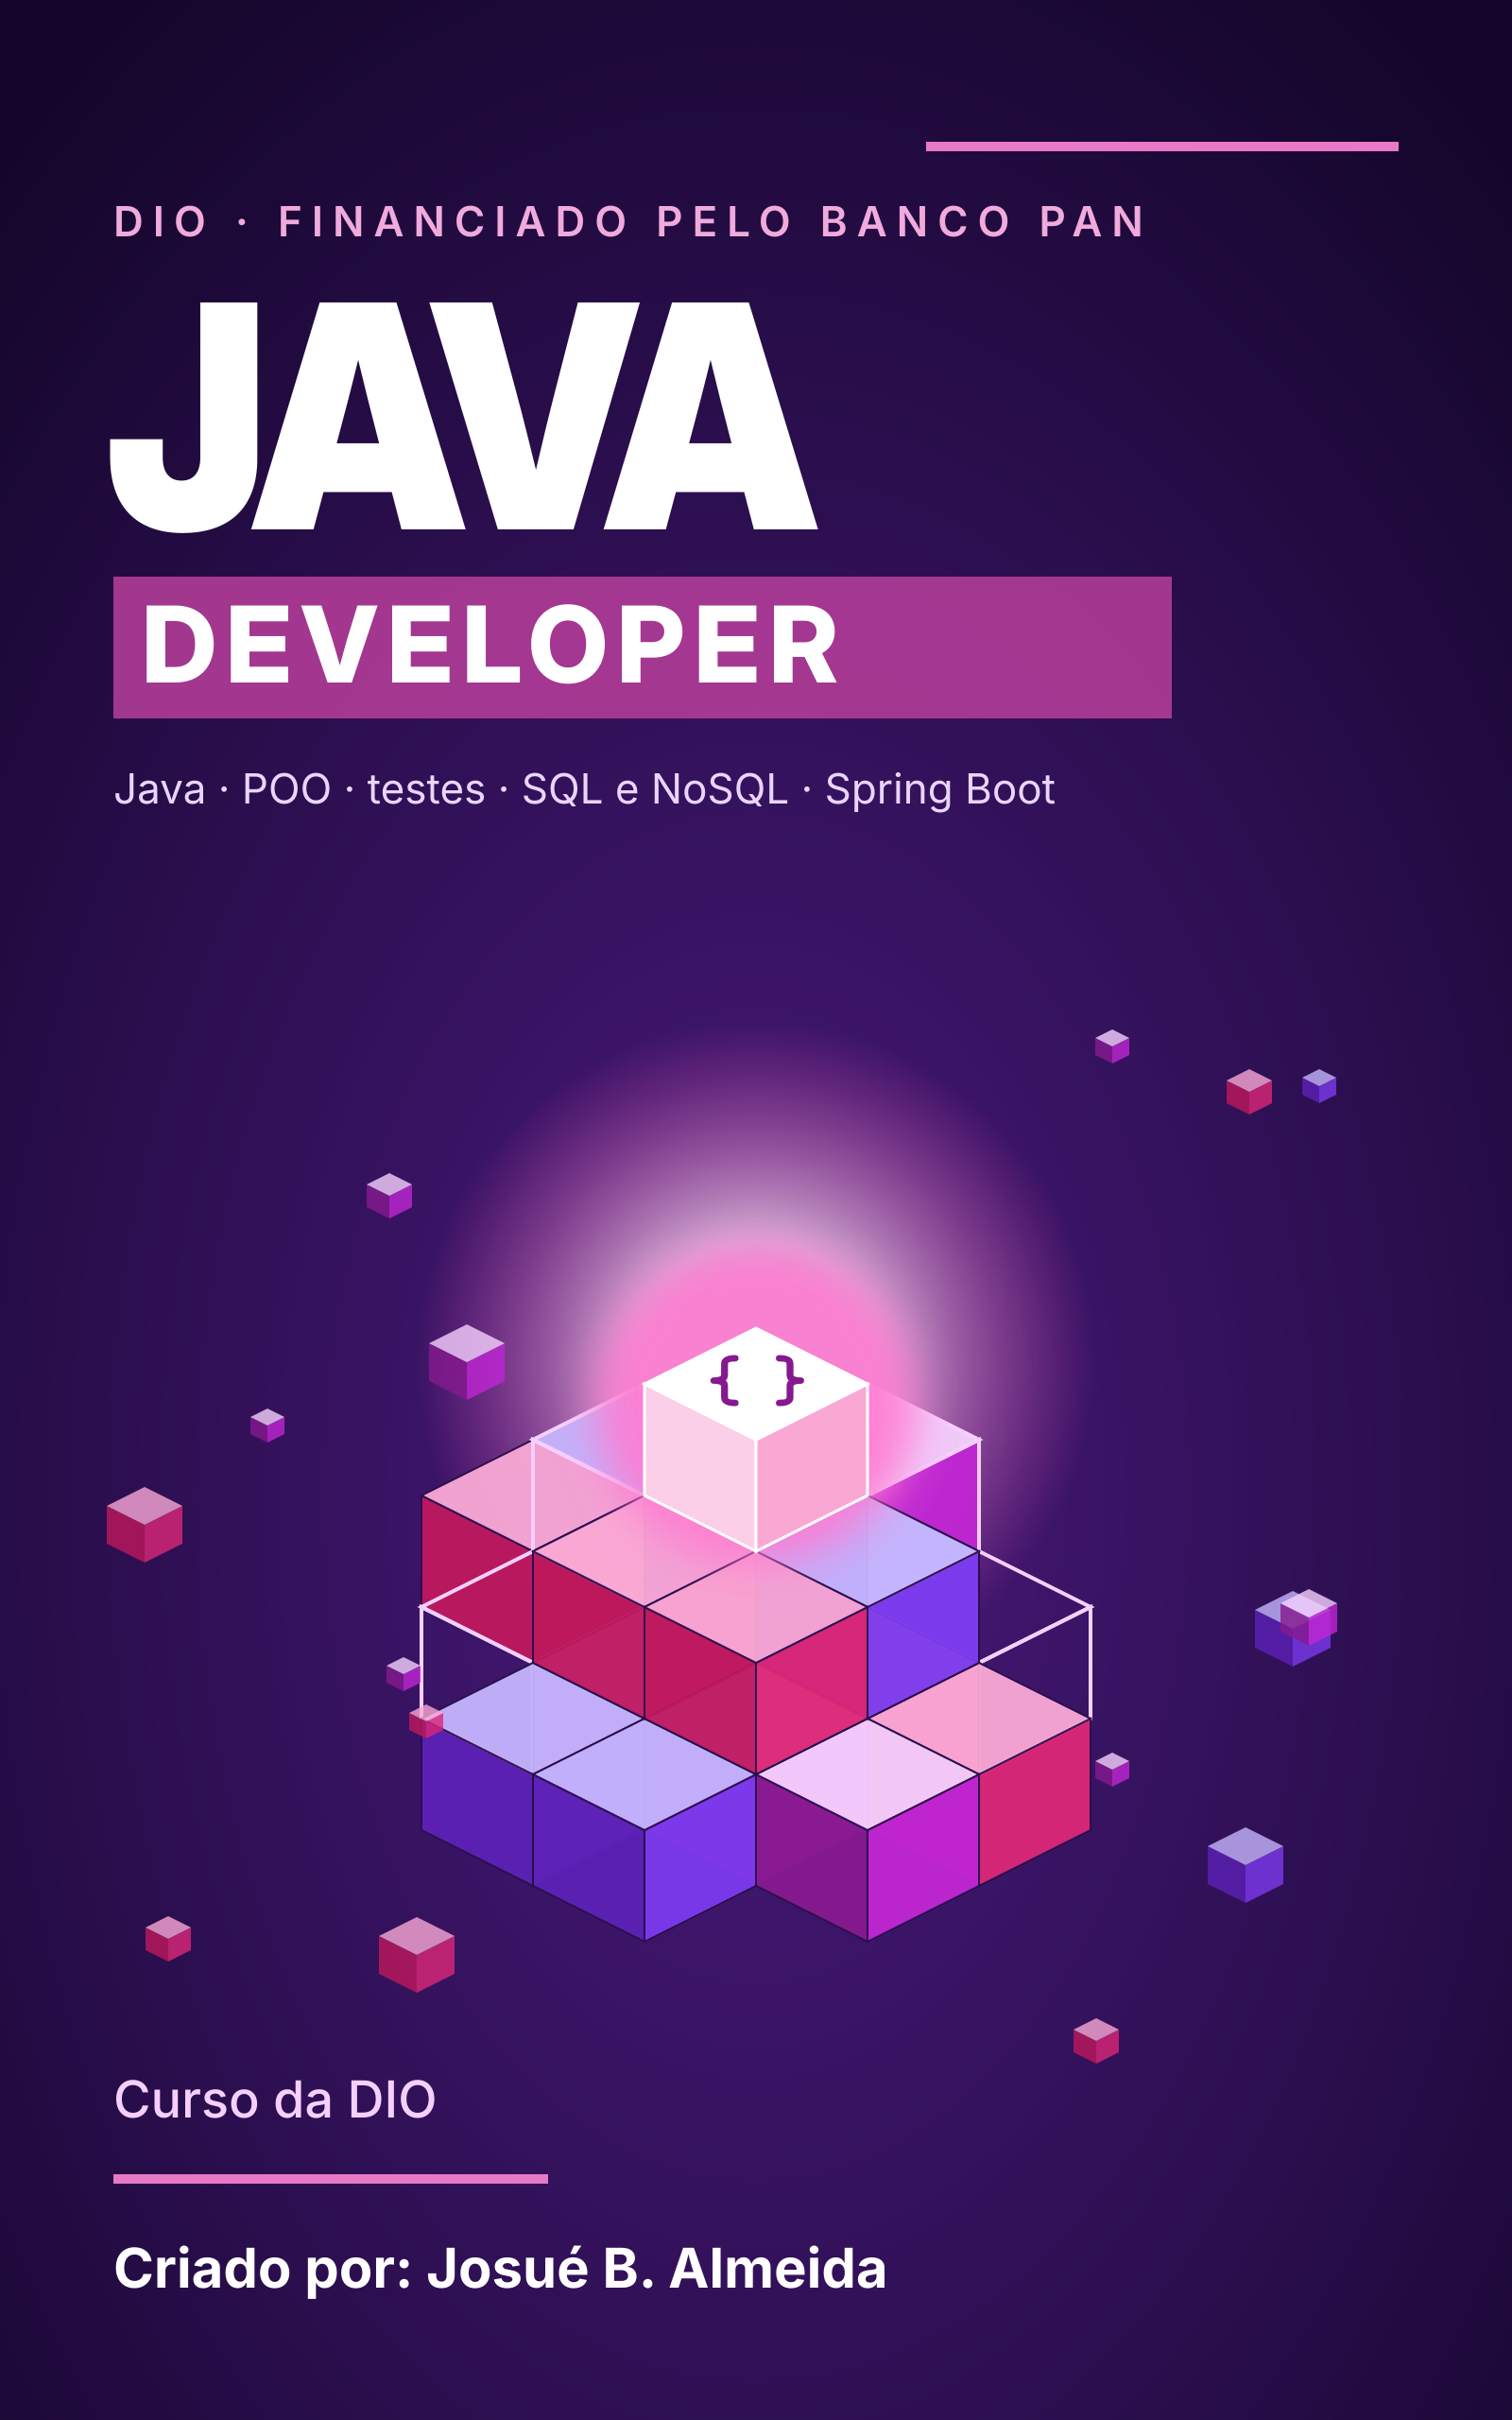 DIO · FINANCIADO PELO BANCO PAN
JAVA
DEVELOPER
Java · POO · testes · SQL e NoSQL · Spring Boot
{ }
Curso da DIO
Criado por: Josué B. Almeida